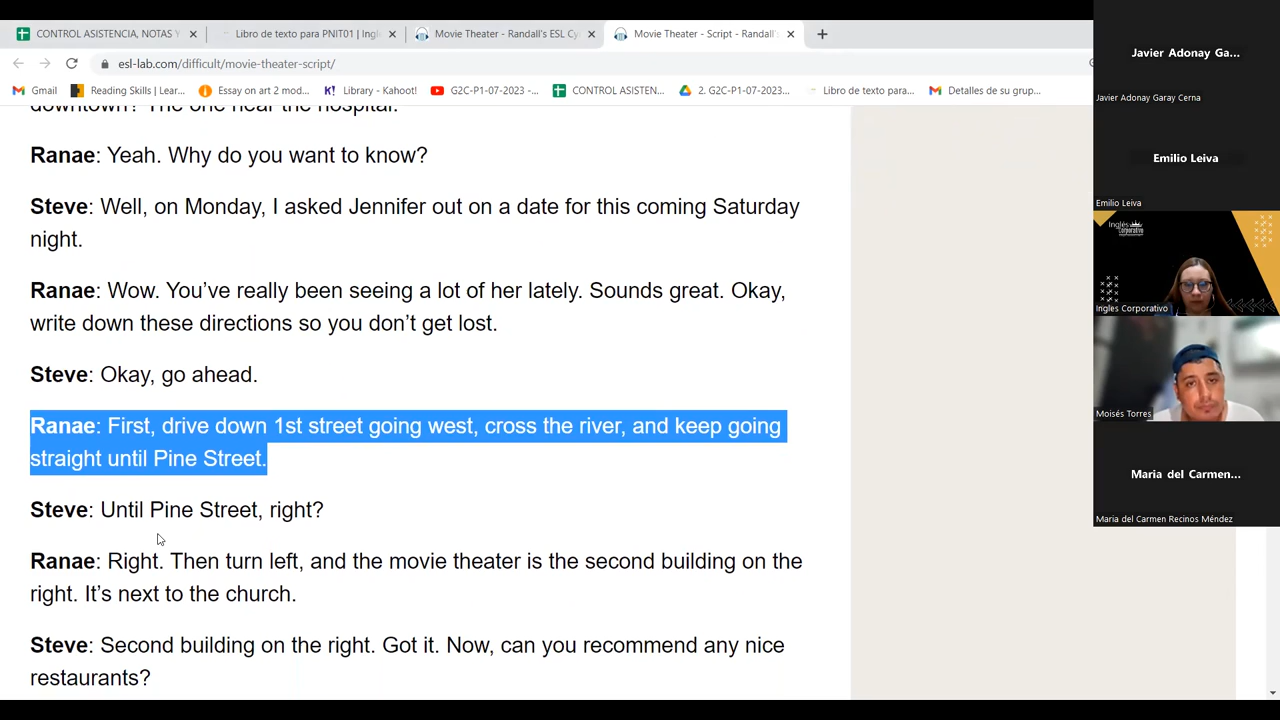 CONTROL ASISTENCIA, NOTAS Y
Libro de texto para PNIT01 | Ingl
Movie Theater - Randall's ESL Cy
Movie Theater - Script - Randall's
esl-lab.com/difficult/movie-theater-script/
Gmail
Reading Skills | Lear...
Essay on art 2 mod...
Library - Kahoot!
G2C-P1-07-2023 -...
CONTROL ASISTEN...
2. G2C-P1-07-2023...
Libro de texto para...
Detalles de su grup...
downtown? The one near the hospital.
Ranae: Yeah. Why do you want to know?
Steve: Well, on Monday, I asked Jennifer out on a date for this coming Saturday
night.
Ranae: Wow. You’ve really been seeing a lot of her lately. Sounds great. Okay,
write down these directions so you don’t get lost.
Steve: Okay, go ahead.
Ranae: First, drive down 1st street going west, cross the river, and keep going
straight until Pine Street.
Steve: Until Pine Street, right?
Ranae: Right. Then turn left, and the movie theater is the second building on the
right. It’s next to the church.
Steve: Second building on the right. Got it. Now, can you recommend any nice
restaurants?
Javier Adonay Ga...
Javier Adonay Garay Cerna
Emilio Leiva
Emilio Leiva
Inglés
Corporativo
Ingles Corporativo
Moisés Torres
Maria del Carmen...
Maria del Carmen Recinos Méndez